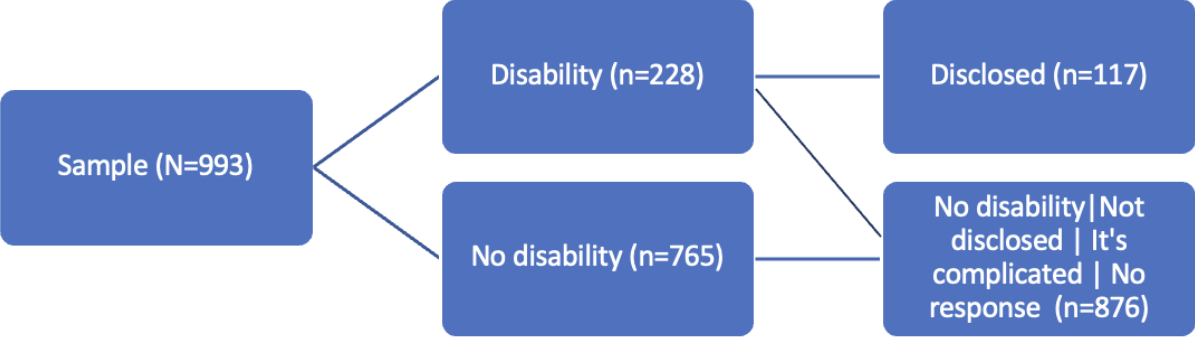 Sample (N=993)
Disability (n=228)
No disability (n=765)
Disclosed (n=117)
No disability|Not
disclosed | It's
complicated | No
response  (n=876)